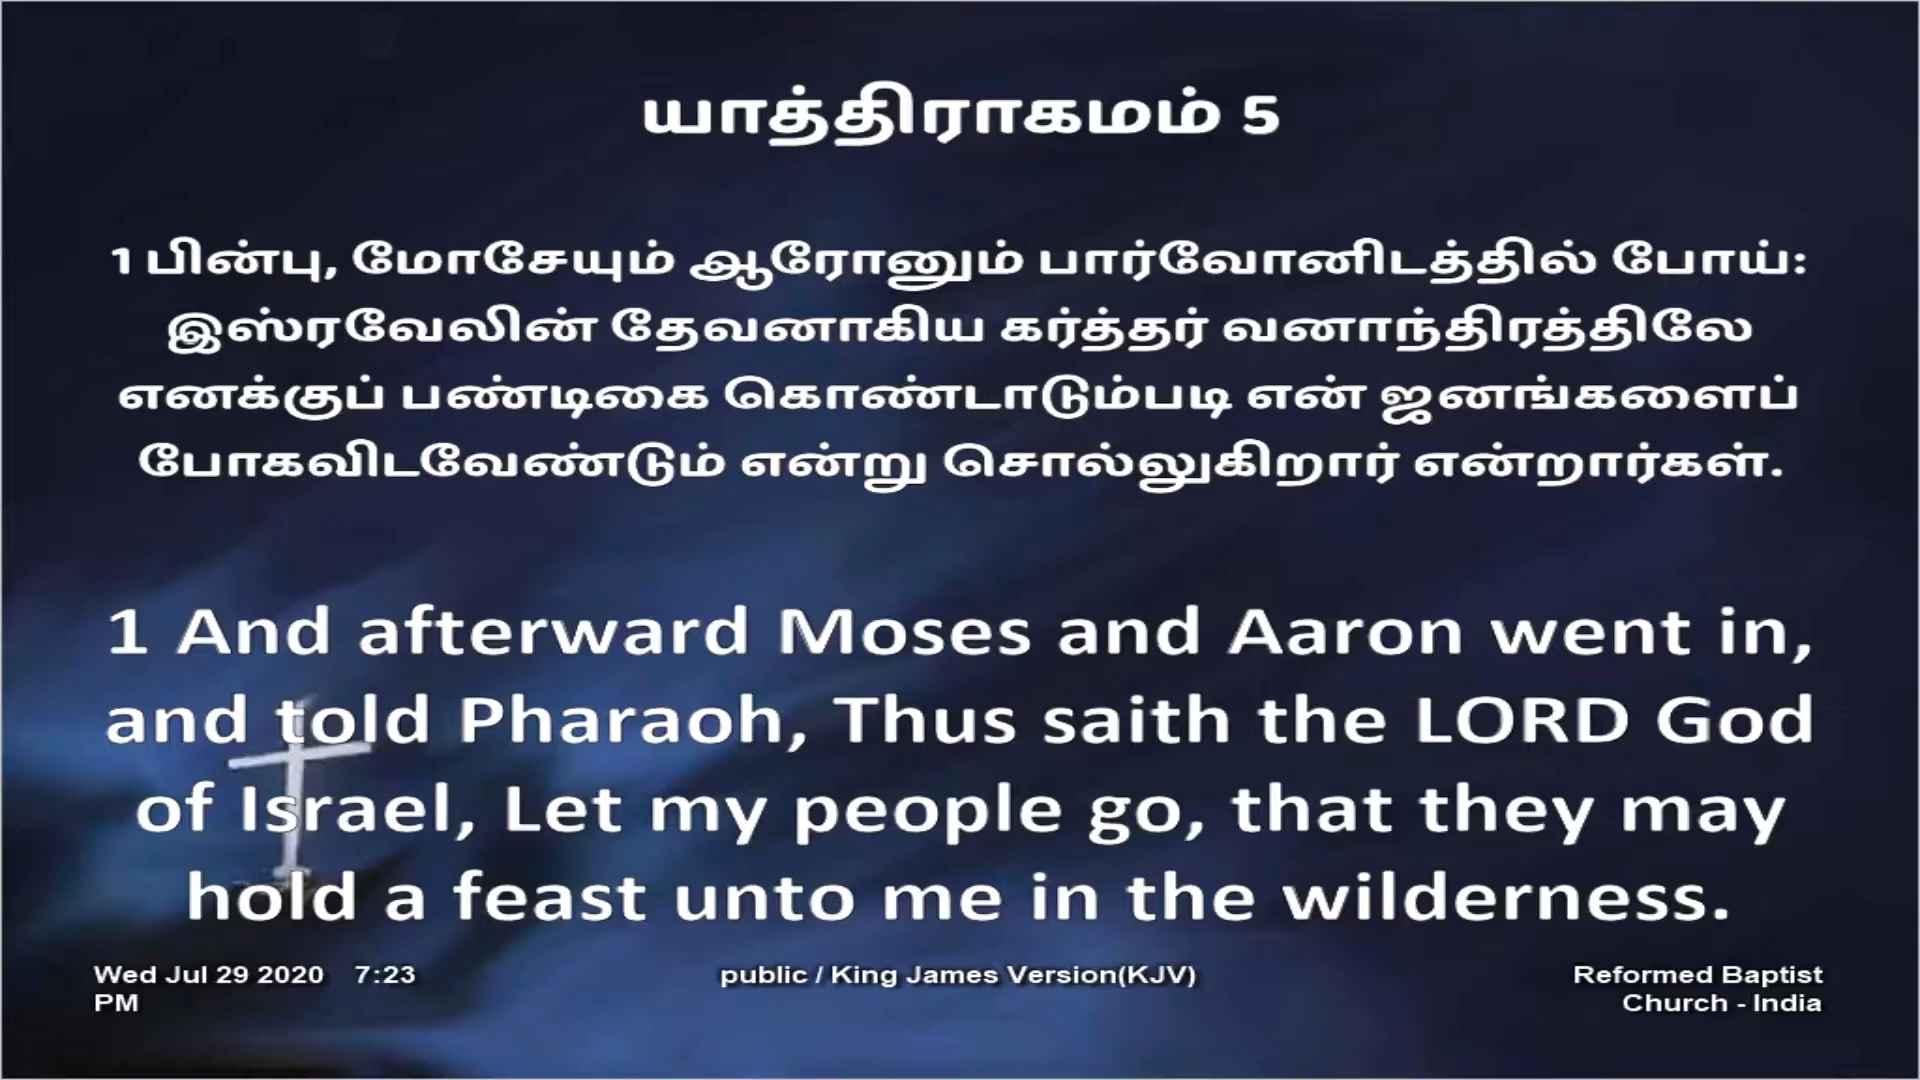 யாத்திராகமம் 5
1 பின்பு, மோசேயும் ஆரோனும் பார்வோனிடத்தில் போய்:
இஸ்ரவேலின் தேவனாகிய கர்த்தர் வனாந்திரத்திலே
எனக்குப் பண்டிகை கொண்டாடும்படி என் ஜனங்களைப்
போகவிடவேண்டும் என்று சொல்லுகிறார் என்றார்கள்.
1 And afterward Moses and Aaron went in,
and told Pharaoh, Thus saith the LORD God
of Israel, Let my people go, that they may
hold a feast unto me in the wilderness.
Wed Jul 29 2020 7:23
PM
public / King James Version(KJV)
Reformed Baptist
Church - India